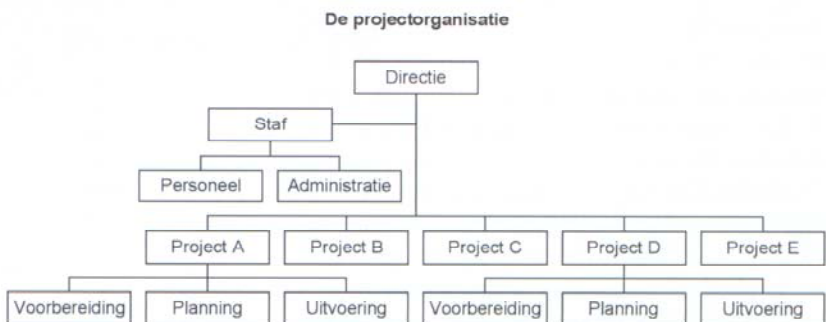 De projectorganisatie
Directie
Staf
Personeel Administratie
Project A Project B Project C Project D Project E
Voorbereiding Planning Uitvoering Voorbereiding Planning Uitvoering